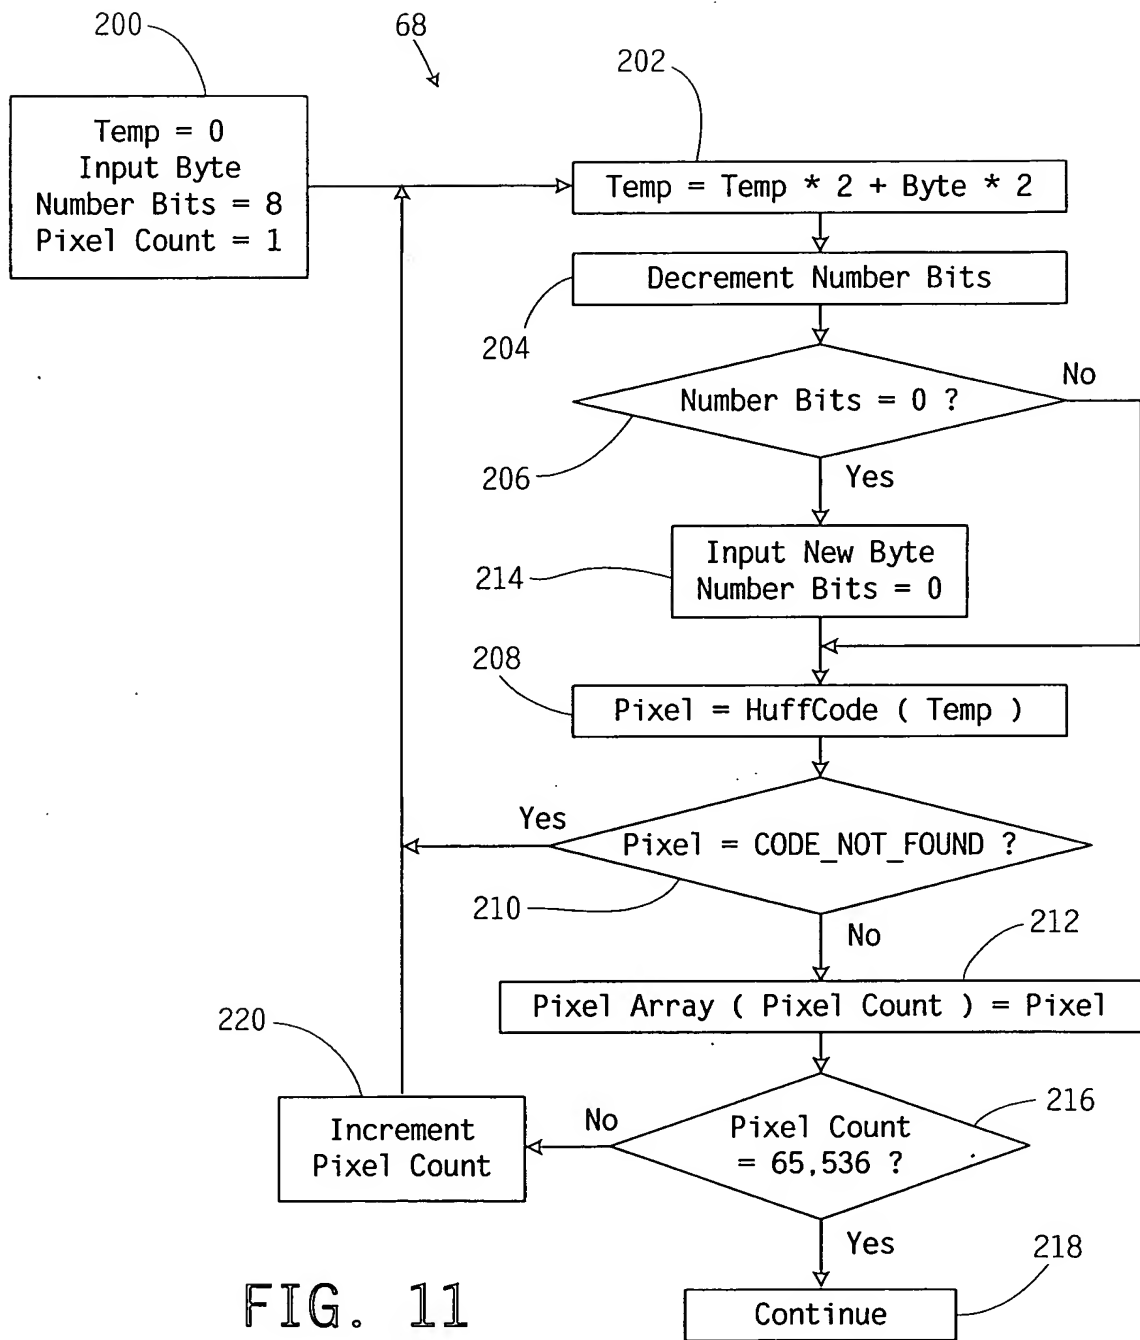 200
68
202
Temp = 0
Input Byte
Number Bits = 8
Pixel Count = 1
Temp = Temp * 2 + Byte * 2
Decrement Number Bits
204
Number Bits = 0 ?
No
206
Yes
Input New Byte
Number Bits = 0
214
208
Pixel = HuffCode ( Temp )
Yes
Pixel = CODE_NOT_FOUND ?
210
No
212
Pixel Array ( Pixel Count ) = Pixel
220
216
Increment
Pixel Count
No
Pixel Count
= 65,536 ?
Yes
218
Continue
FIG. 11